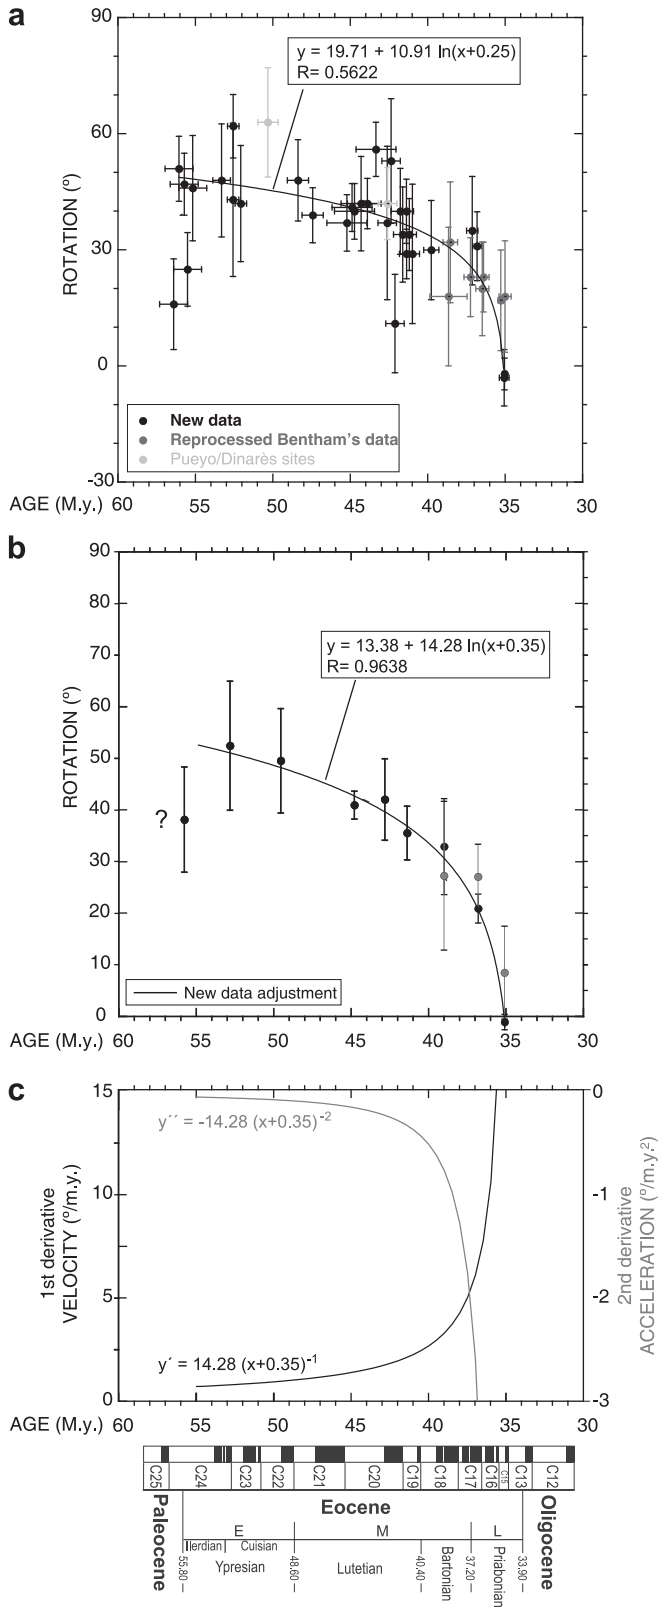 a
90
60
30
0
-30
ROTATION (º)
y = 19.71 + 10.91 ln(x+0.25)
R= 0.5622
New data
Reprocessed Bentham's data
Pueyo/Dinarès sites
AGE (M.y.) 60 55 50 45 40 35 30
b
90
80
70
60
50
40
30
20
10
0
ROTATION (º)
y = 13.38 + 14.28 ln(x+0.35)
R= 0.9638
?
New data adjustment
AGE (M.y.) 60 55 50 45 40 35 30
c
15
10
5
0
1st derivative
VELOCITY (º/m.y.)
0
-1
-2
-3
2nd derivative
ACCELERATION (º/m.y.²)
y´´ = -14.28 (x+0.35)⁻²
y´ = 14.28 (x+0.35)⁻¹
AGE (M.y.) 60 55 50 45 40 35 30
C25 C24 C23 C22 C21 C20 C19 C18 C17 C16 C15 C13 C12
Paleocene Eocene Oligocene
E M L
Ilerdian Cuisian
Ypresian Lutetian Bartonian Priabonian
55.80 48.60 40.40 37.20 33.90